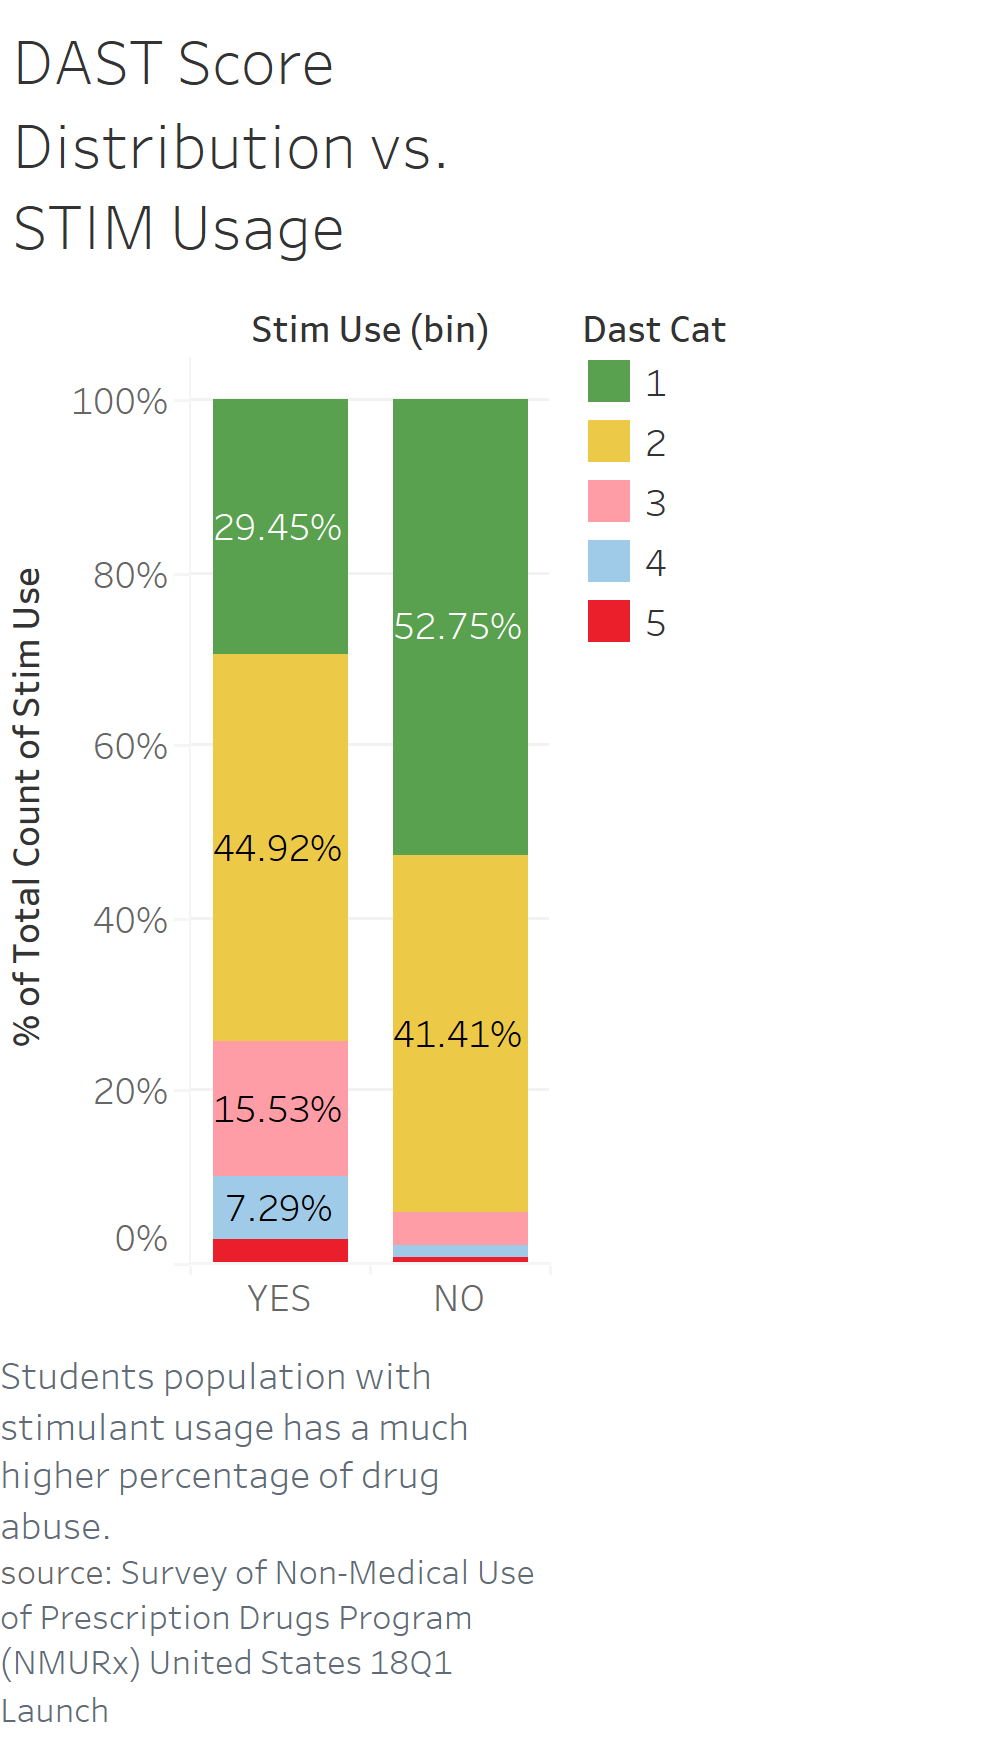 DAST Score
Distribution vs.
STIM Usage
Stim Use (bin)
Dast Cat
1
2
3
4
5
% of Total Count of Stim Use
100%
80%
60%
40%
20%
0%
29.45%
44.92%
15.53%
7.29%
52.75%
41.41%
YES
NO
Students population with
stimulant usage has a much
higher percentage of drug
abuse.
source: Survey of Non-Medical Use
of Prescription Drugs Program
(NMURx) United States 18Q1
Launch